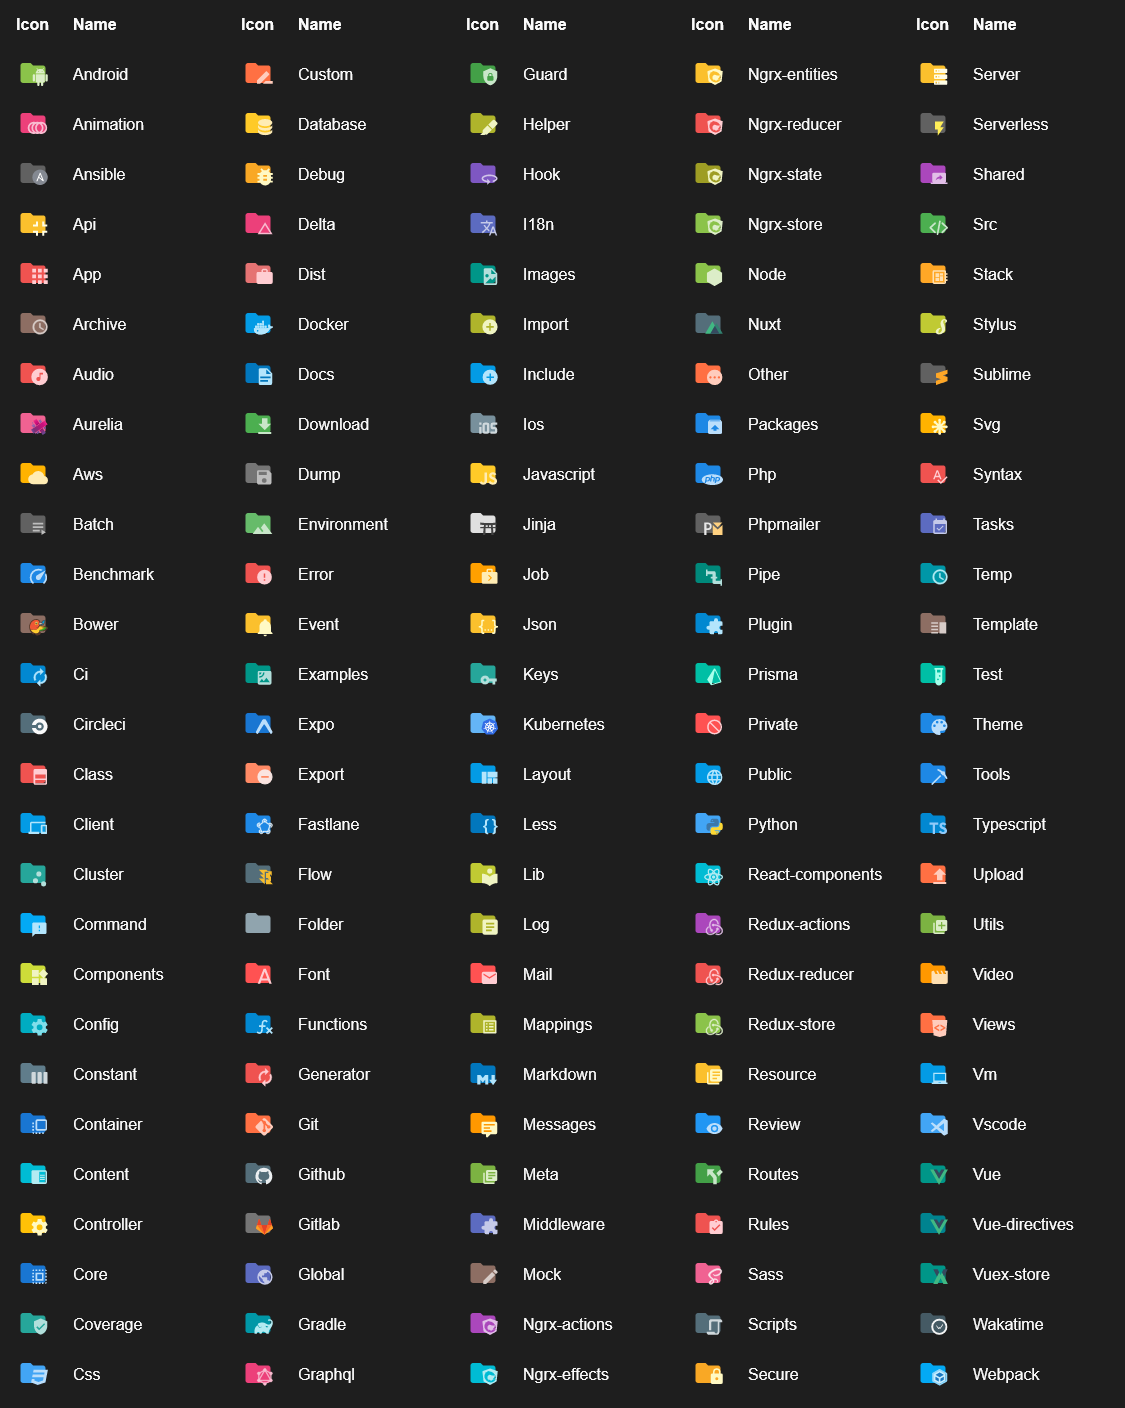 Icon Name Icon Name Icon Name Icon Name Icon Name
Android Custom Guard Ngrx-entities Server
Animation Database Helper Ngrx-reducer Serverless
Ansible Debug Hook Ngrx-state Shared
Api Delta I18n Ngrx-store Src
App Dist Images Node Stack
Archive Docker Import Nuxt Stylus
Audio Docs Include Other Sublime
Aurelia Download iOS Ios Packages Svg
Aws Dump JS Javascript php Php Syntax
Batch Environment Jinja P Phpmailer Tasks
Benchmark Error Job Pipe Temp
Bower Event Json Plugin Template
Ci Examples Keys Prisma Test
Circleci Expo Kubernetes Private Theme
Class Export Layout Public Tools
Client Fastlane Less Python TS Typescript
Cluster Flow Lib React-components Upload
Command Folder Log Redux-actions Utils
Components Font Mail Redux-reducer Video
Config Functions Mappings Redux-store Views
Constant Generator Markdown Resource Vm
Container Git Messages Review Vscode
Content Github Meta Routes Vue
Controller Gitlab Middleware Rules Vue-directives
Core Global Mock Sass Vuex-store
Coverage Gradle Ngrx-actions Scripts Wakatime
Css Graphql Ngrx-effects Secure Webpack